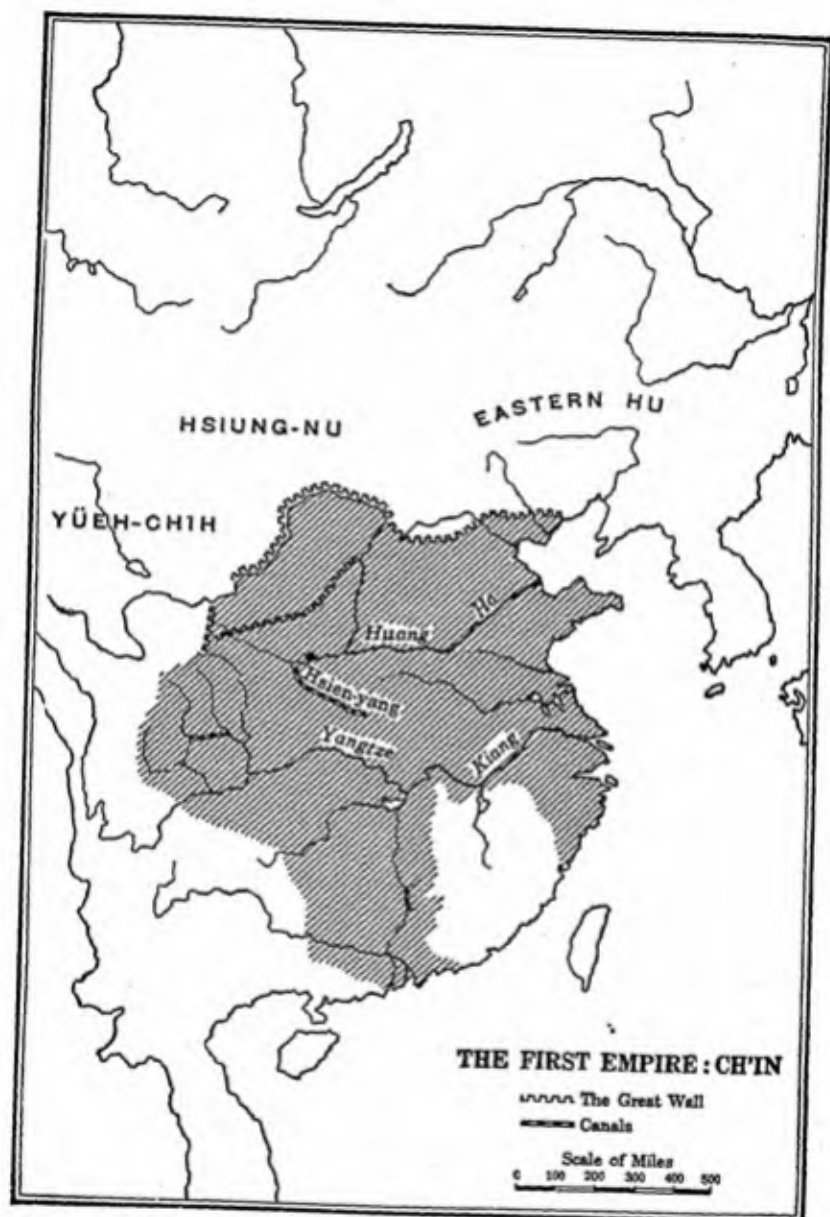 HSIUNG-NU
EASTERN HU
YÜEH-CHIH
Huang
Ho
Hsien-yang
Yangtze
Kiang
THE FIRST EMPIRE: CH'IN
The Great Wall
Canals
Scale of Miles
0 100 200 300 400 500